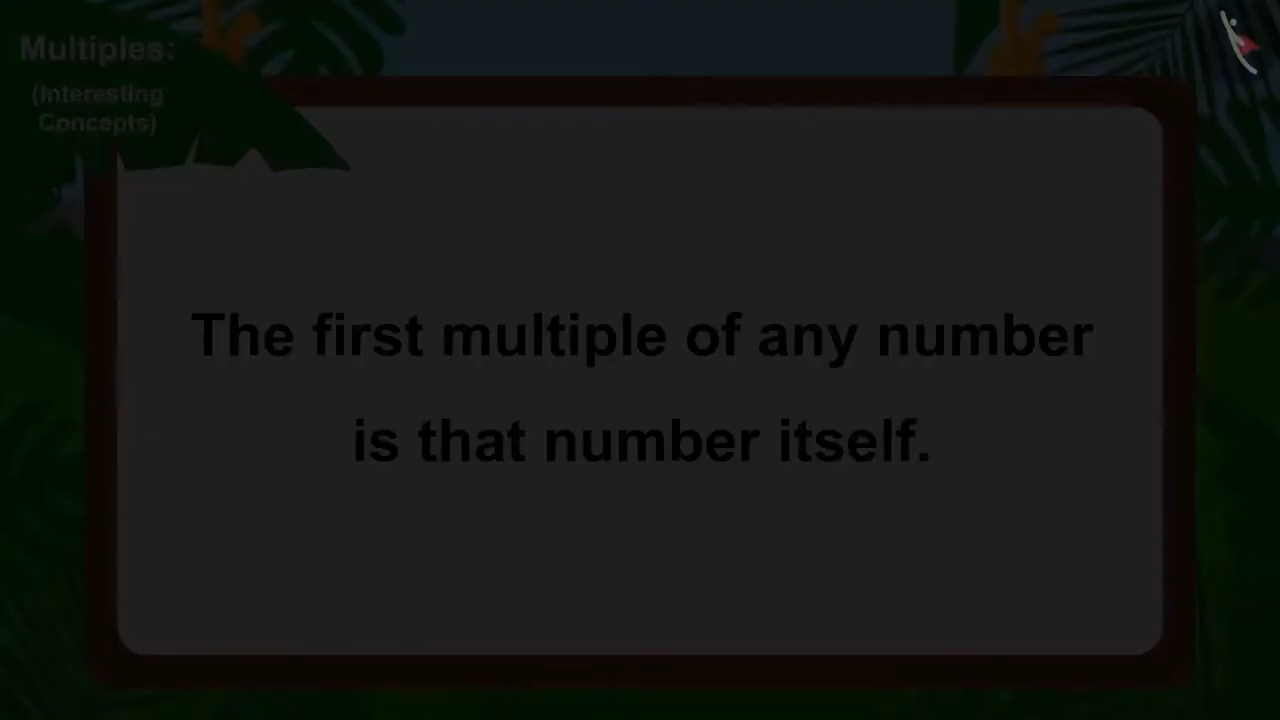 Multiples:
(Interesting
Concepts)
The first multiple of any number
is that number itself.